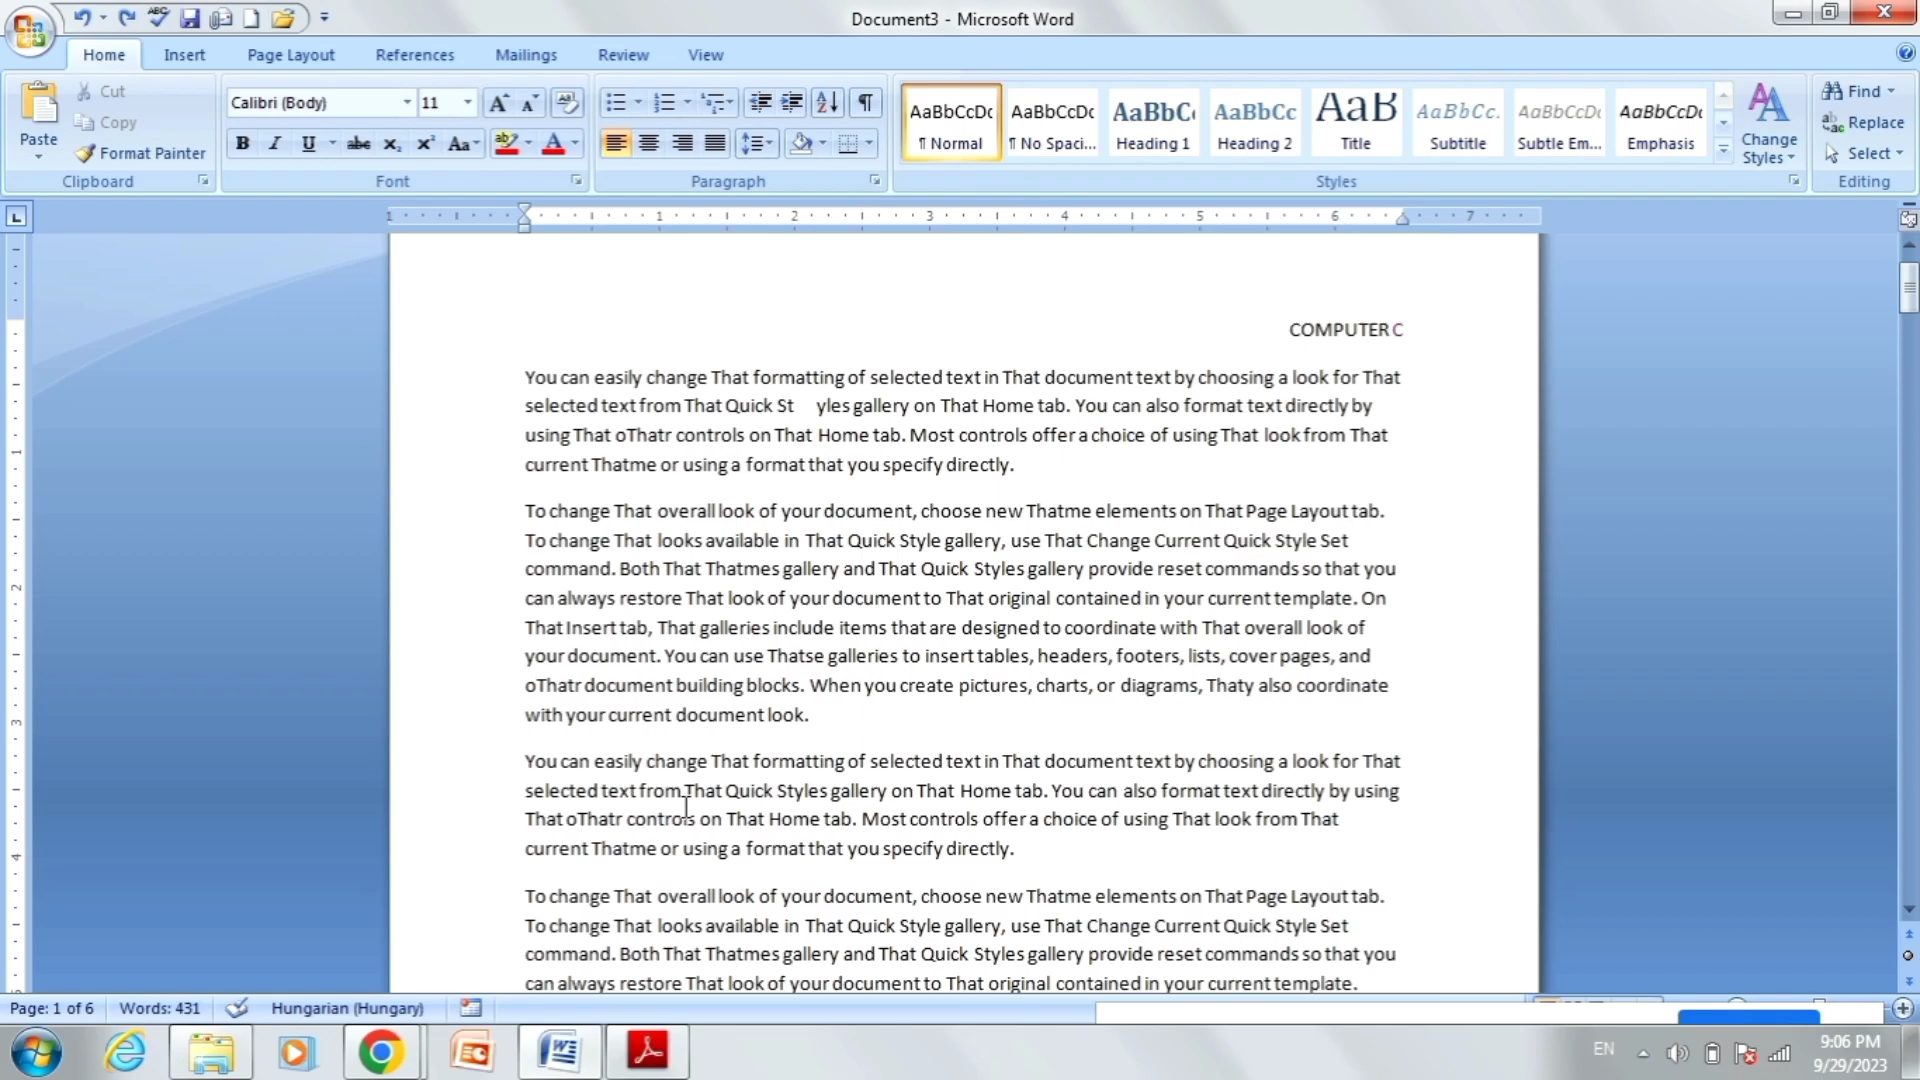 Document3 - Microsoft Word
Home Insert Page Layout References Mailings Review View
Paste
Cut
Copy
Format Painter
Clipboard
Calibri (Body) 11
Font
Paragraph
AaBbCcDc AaBbCcDc AaBbC AaBbCc AaB AaBbCc. AaBbCcDc AaBbCcDc
¶ Normal ¶ No Spaci... Heading 1 Heading 2 Title Subtitle Subtle Em... Emphasis
Change Styles
Styles
Find
Replace
Select
Editing
1 1 2 3 4 5 6 7
COMPUTER C
You can easily change That formatting of selected text in That document text by choosing a look for That
selected text from That Quick St yles gallery on That Home tab. You can also format text directly by
using That oThatr controls on That Home tab. Most controls offer a choice of using That look from That
current Thatme or using a format that you specify directly.
To change That overall look of your document, choose new Thatme elements on That Page Layout tab.
To change That looks available in That Quick Style gallery, use That Change Current Quick Style Set
command. Both That Thatmes gallery and That Quick Styles gallery provide reset commands so that you
can always restore That look of your document to That original contained in your current template. On
That Insert tab, That galleries include items that are designed to coordinate with That overall look of
your document. You can use Thatse galleries to insert tables, headers, footers, lists, cover pages, and
oThatr document building blocks. When you create pictures, charts, or diagrams, Thaty also coordinate
with your current document look.
You can easily change That formatting of selected text in That document text by choosing a look for That
selected text from That Quick Styles gallery on That Home tab. You can also format text directly by using
That oThatr controls on That Home tab. Most controls offer a choice of using That look from That
current Thatme or using a format that you specify directly.
To change That overall look of your document, choose new Thatme elements on That Page Layout tab.
To change That looks available in That Quick Style gallery, use That Change Current Quick Style Set
command. Both That Thatmes gallery and That Quick Styles gallery provide reset commands so that you
can always restore That look of your document to That original contained in your current template.
Page: 1 of 6 Words: 431 Hungarian (Hungary)
EN
9:06 PM
9/29/2023